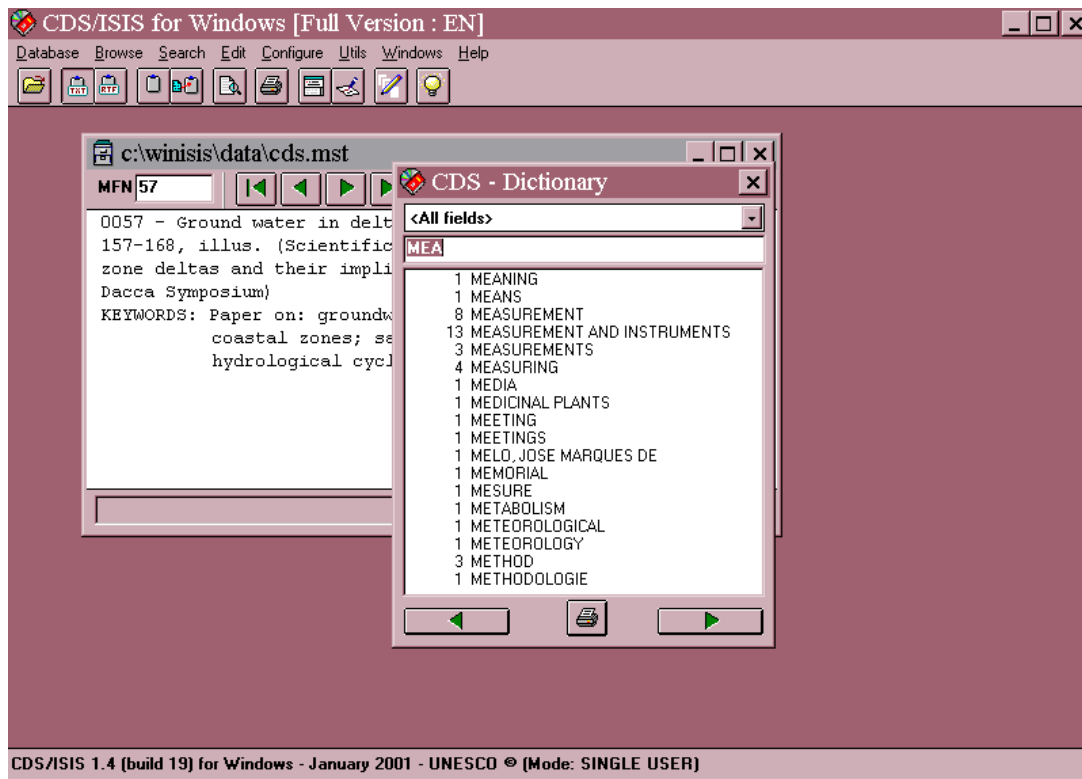 CDS/ISIS for Windows [Full Version : EN]
Database Browse Search Edit Configure Utils Windows Help
TXT RTF
c:\winisis\data\cds.mst
MFN 57
0057 - Ground water in delt
157-168, illus. (Scientific
zone deltas and their impli
Dacca Symposium)
KEYWORDS: Paper on: groundw
coastal zones; se
hydrological cycl
CDS - Dictionary
<All fields>
MEA
1 MEANING
1 MEANS
8 MEASUREMENT
13 MEASUREMENT AND INSTRUMENTS
3 MEASUREMENTS
4 MEASURING
1 MEDIA
1 MEDICINAL PLANTS
1 MEETING
1 MEETINGS
1 MELO, JOSE MARQUES DE
1 MEMORIAL
1 MESURE
1 METABOLISM
1 METEOROLOGICAL
1 METEOROLOGY
3 METHOD
1 METHODOLOGIE
CDS/ISIS 1.4 (build 19) for Windows - January 2001 - UNESCO © (Mode: SINGLE USER)